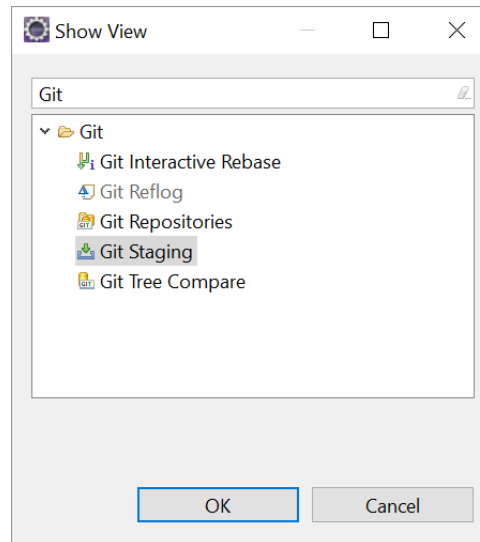 Show View
Git
Git
Git Interactive Rebase
Git Reflog
Git Repositories
Git Staging
Git Tree Compare
OK Cancel